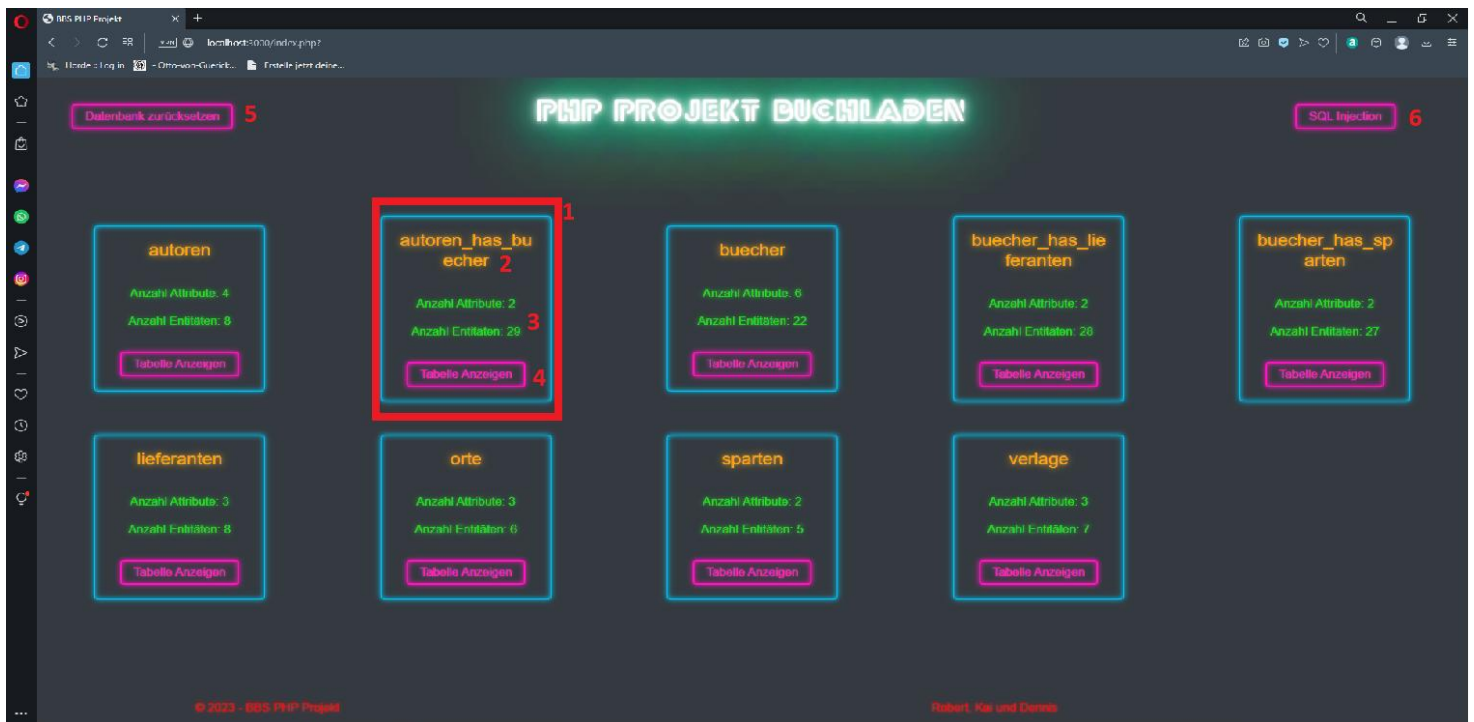 BBS PHP Projekt
localhost:3000/index.php?
Erstelle jetzt deine...
Datenbank zurücksetzen 5
PHP PROJEKT BUCHLADEN
SQL Injection 6
1
autoren
Anzahl Attribute: 4
Anzahl Entitäten: 8
Tabelle Anzeigen
autoren_has_bu
echer 2
Anzahl Attribute: 2
Anzahl Entitäten: 29 3
Tabelle Anzeigen 4
buecher
Anzahl Attribute: 6
Anzahl Entitäten: 22
Tabelle Anzeigen
buecher_has_lie
feranten
Anzahl Attribute: 2
Anzahl Entitäten: 28
Tabelle Anzeigen
buecher_has_sp
arten
Anzahl Attribute: 2
Anzahl Entitäten: 27
Tabelle Anzeigen
lieferanten
Anzahl Attribute: 3
Anzahl Entitäten: 8
Tabelle Anzeigen
orte
Anzahl Attribute: 3
Anzahl Entitäten: 6
Tabelle Anzeigen
sparten
Anzahl Attribute: 2
Anzahl Entitäten: 5
Tabelle Anzeigen
verlage
Anzahl Attribute: 3
Anzahl Entitäten: 7
Tabelle Anzeigen
© 2023 - BBS PHP Projekt
Robert, Kai und Dennis